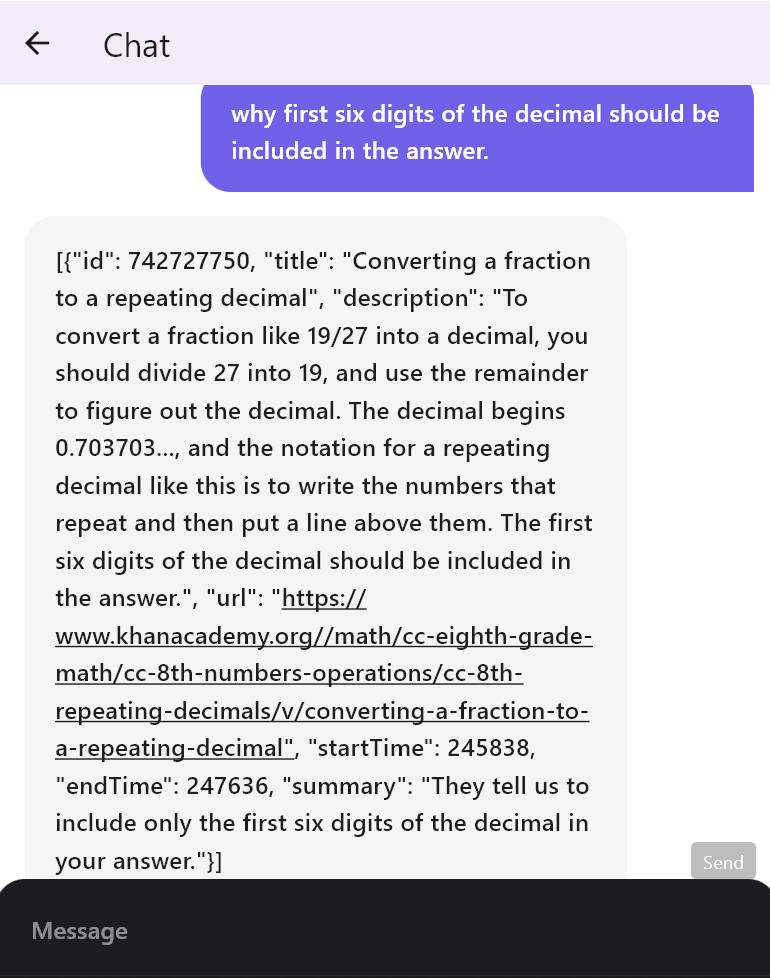 Chat
why first six digits of the decimal should be
included in the answer.
[{"id": 742727750, "title": "Converting a fraction
to a repeating decimal", "description": "To
convert a fraction like 19/27 into a decimal, you
should divide 27 into 19, and use the remainder
to figure out the decimal. The decimal begins
0.703703..., and the notation for a repeating
decimal like this is to write the numbers that
repeat and then put a line above them. The first
six digits of the decimal should be included in
the answer.", "url": "https://
www.khanacademy.org//math/cc-eighth-grade-
math/cc-8th-numbers-operations/cc-8th-
repeating-decimals/v/converting-a-fraction-to-
a-repeating-decimal", "startTime": 245838,
"endTime": 247636, "summary": "They tell us to
include only the first six digits of the decimal in
your answer."}]
Send
Message